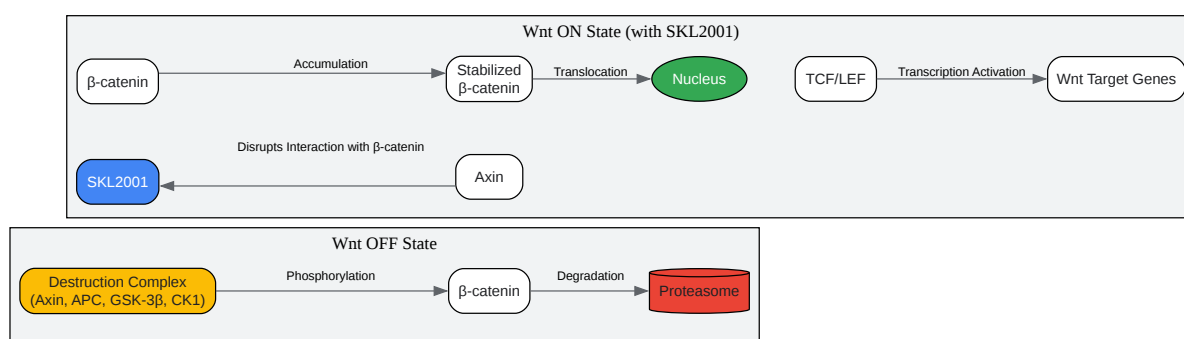 Wnt ON State (with SKL2001)
β-catenin
Accumulation
Stabilized
β-catenin
Translocation
Nucleus
TCF/LEF
Transcription Activation
Wnt Target Genes
SKL2001
Disrupts Interaction with β-catenin
Axin
Wnt OFF State
Destruction Complex
(Axin, APC, GSK-3β, CK1)
Phosphorylation
β-catenin
Degradation
Proteasome